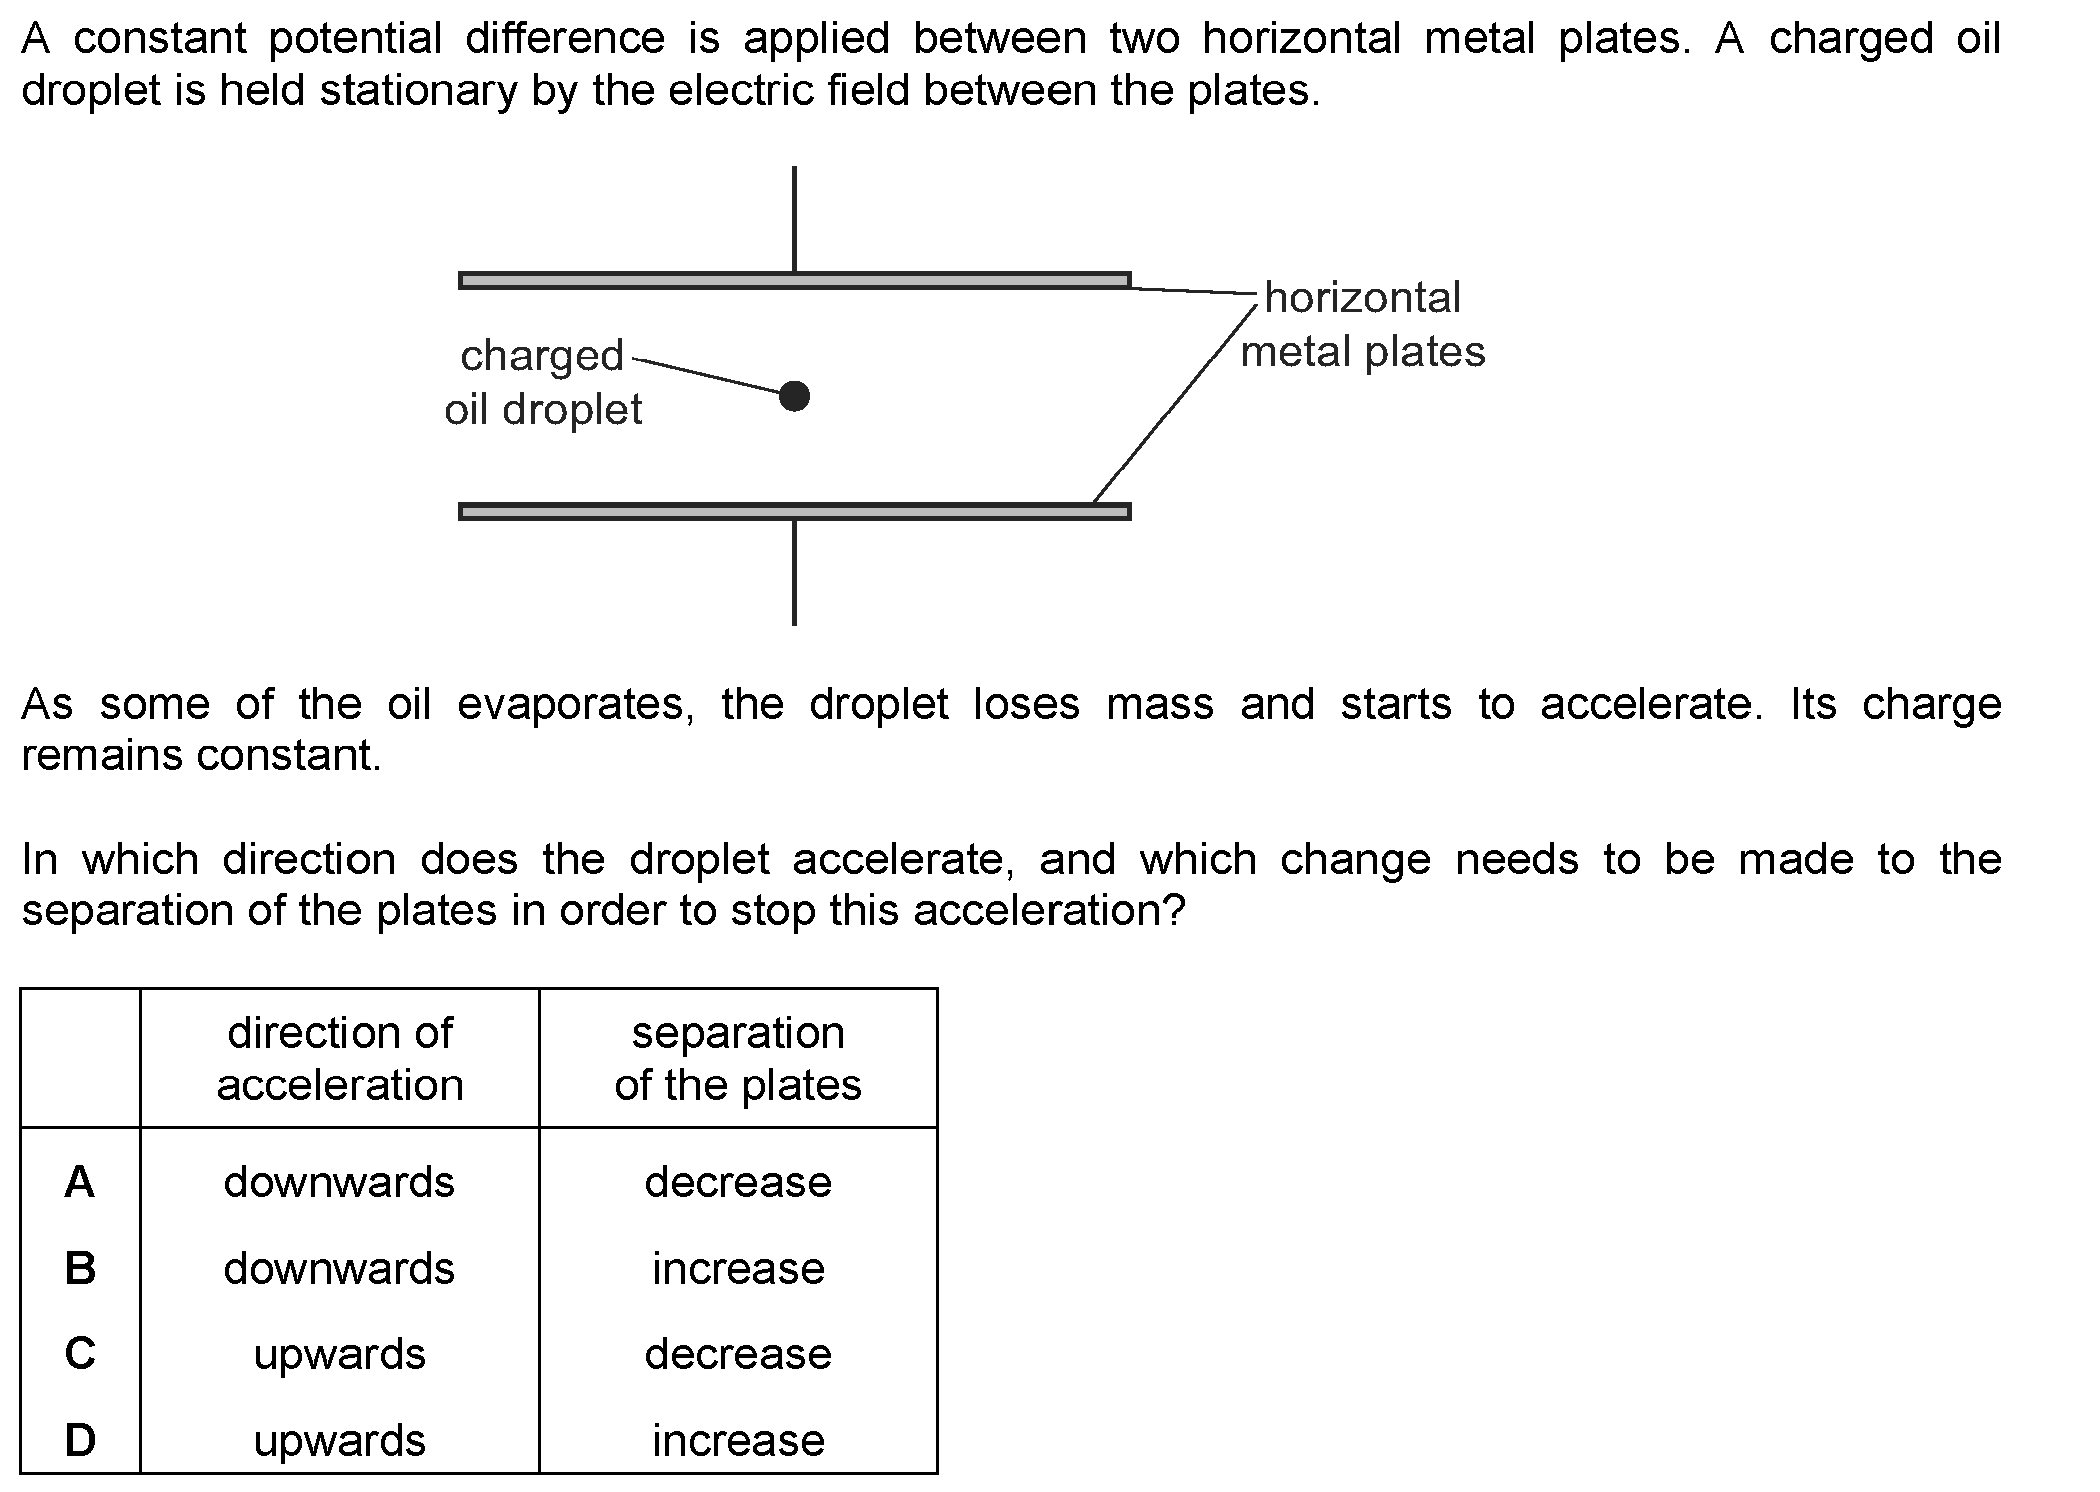 A constant potential difference is applied between two horizontal metal plates. A charged oil
droplet is held stationary by the electric field between the plates.
horizontal
metal plates
charged
oil droplet
As some of the oil evaporates, the droplet loses mass and starts to accelerate. Its charge
remains constant.
In which direction does the droplet accelerate, and which change needs to be made to the
separation of the plates in order to stop this acceleration?
direction of
acceleration
separation
of the plates
A downwards decrease
B downwards increase
C upwards decrease
D upwards increase